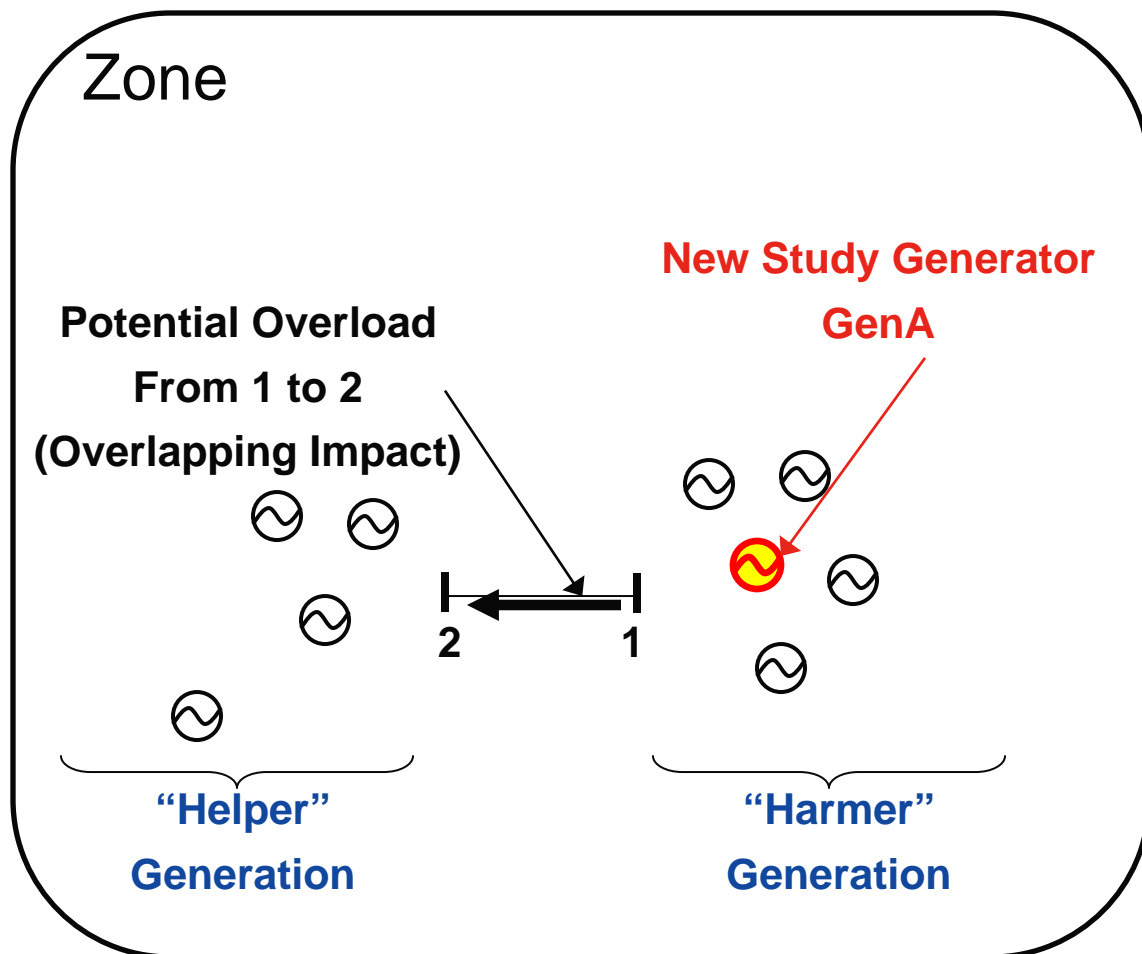 Zone
New Study Generator
GenA
Potential Overload
From 1 to 2
(Overlapping Impact)
2
1
“Helper”
Generation
“Harmer”
Generation